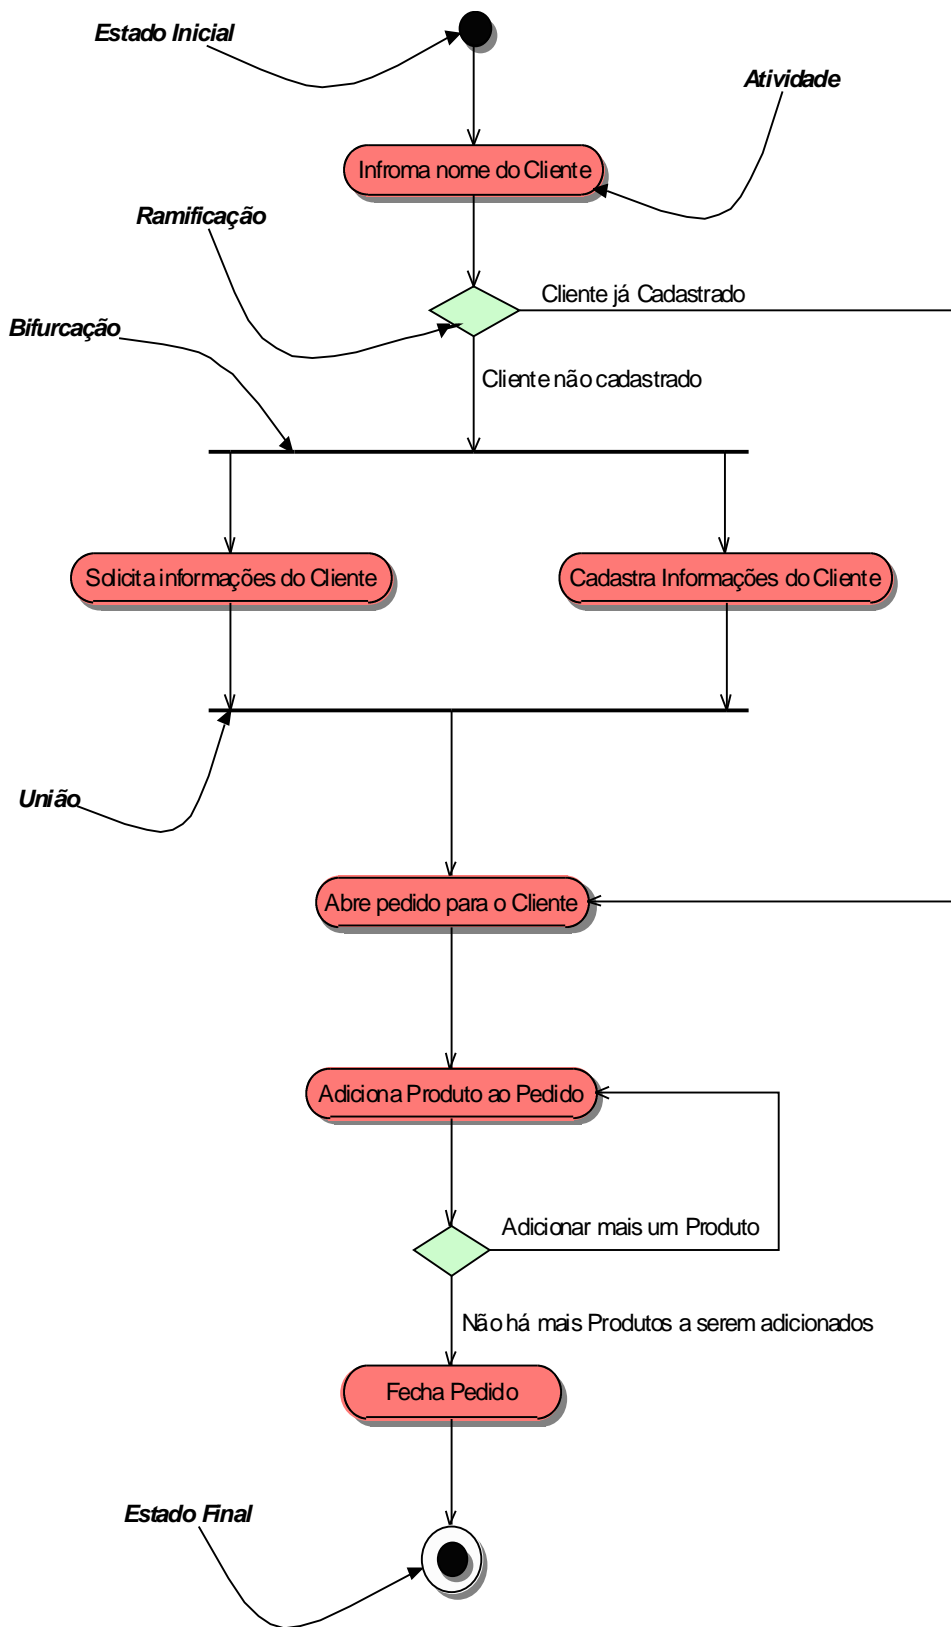 Estado Inicial
Atividade
Infroma nome do Cliente
Ramificação
Cliente já Cadastrado
Bifurcação
Cliente não cadastrado
Solicita informações do Cliente
Cadastra Informações do Cliente
União
Abre pedido para o Cliente
Adiciona Produto ao Pedido
Adicionar mais um Produto
Não há mais Produtos a serem adicionados
Fecha Pedido
Estado Final